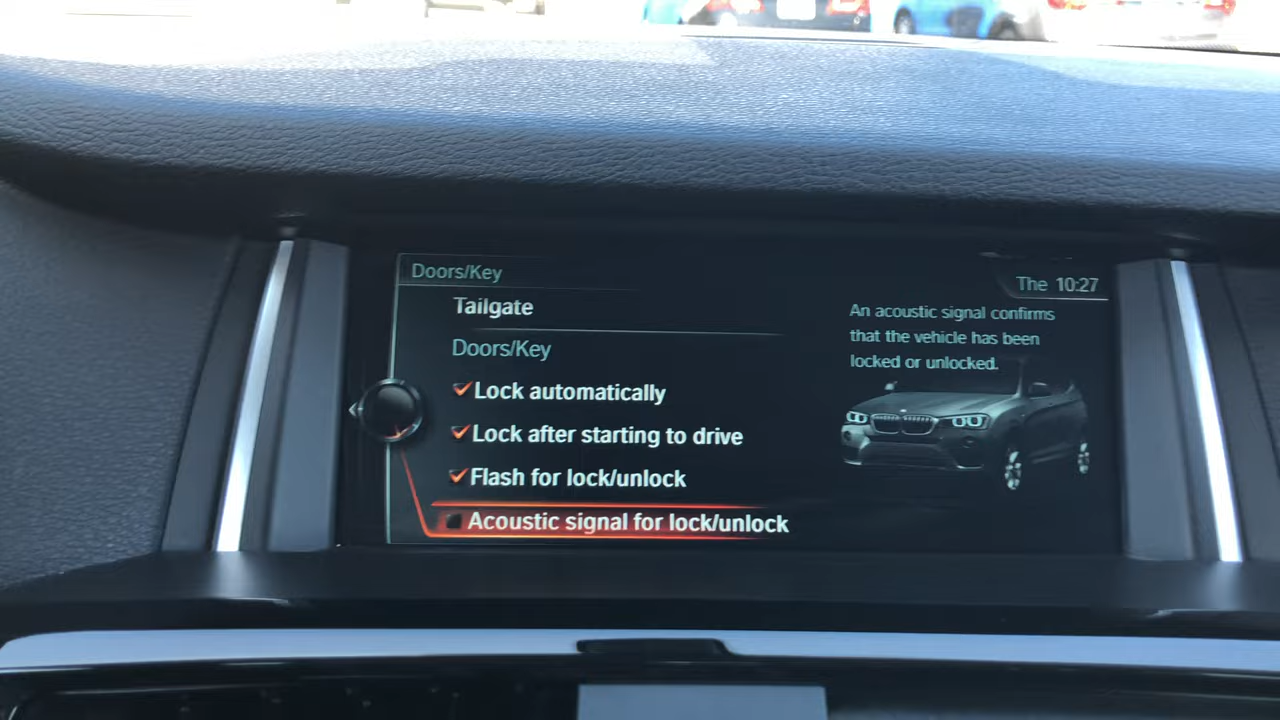 Doors/Key
The 10:27
Tailgate
Doors/Key
Lock automatically
Lock after starting to drive
Flash for lock/unlock
Acoustic signal for lock/unlock
An acoustic signal confirms
that the vehicle has been
locked or unlocked.